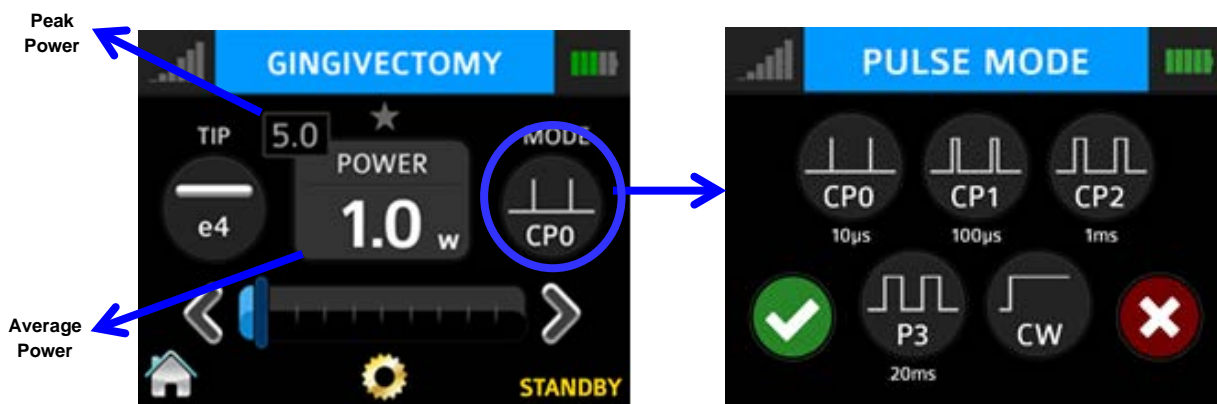 Peak
Power
GINGIVECTOMY
TIP
5.0
MODE
POWER
e4
1.0 w
CP0
Average
Power
STANDBY
PULSE MODE
CP0
CP1
CP2
10µs
100µs
1ms
P3
CW
20ms